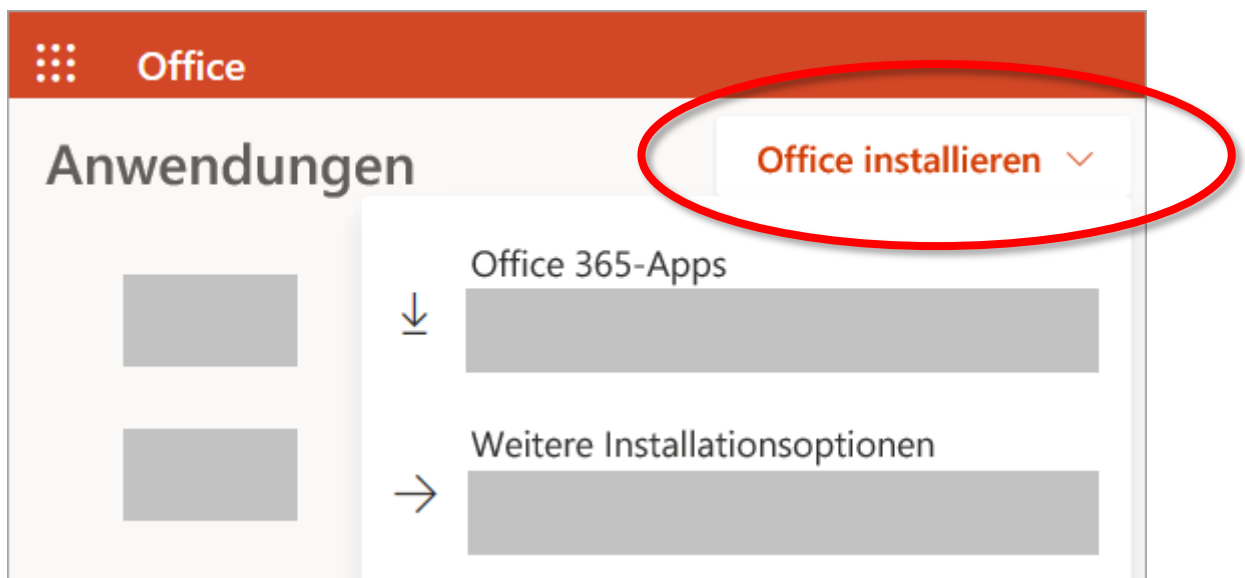 Office
Anwendungen
Office installieren
Office 365-Apps
Weitere Installationsoptionen